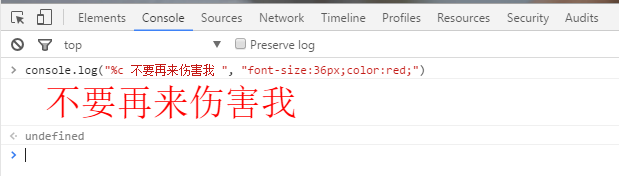 Elements Console Sources Network Timeline Profiles Resources Security Audits
top Preserve log
console.log("%c 不要再来伤害我 ", "font-size:36px;color:red;")
不要再来伤害我
undefined